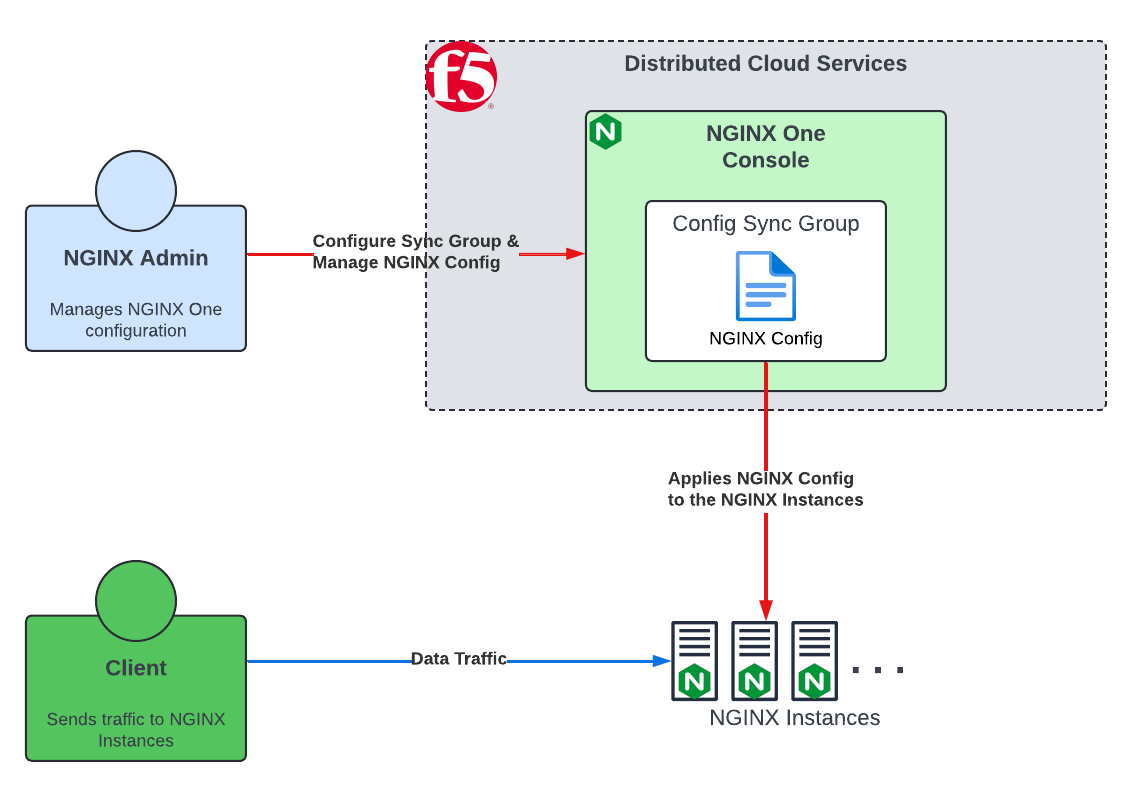 f5
®
Distributed Cloud Services
N
NGINX One
Console
Config Sync Group
NGINX Config
NGINX Admin
Manages NGINX One
configuration
Configure Sync Group &
Manage NGINX Config
Applies NGINX Config
to the NGINX Instances
Client
Sends traffic to NGINX
Instances
Data Traffic
N
N
N
. . .
NGINX Instances